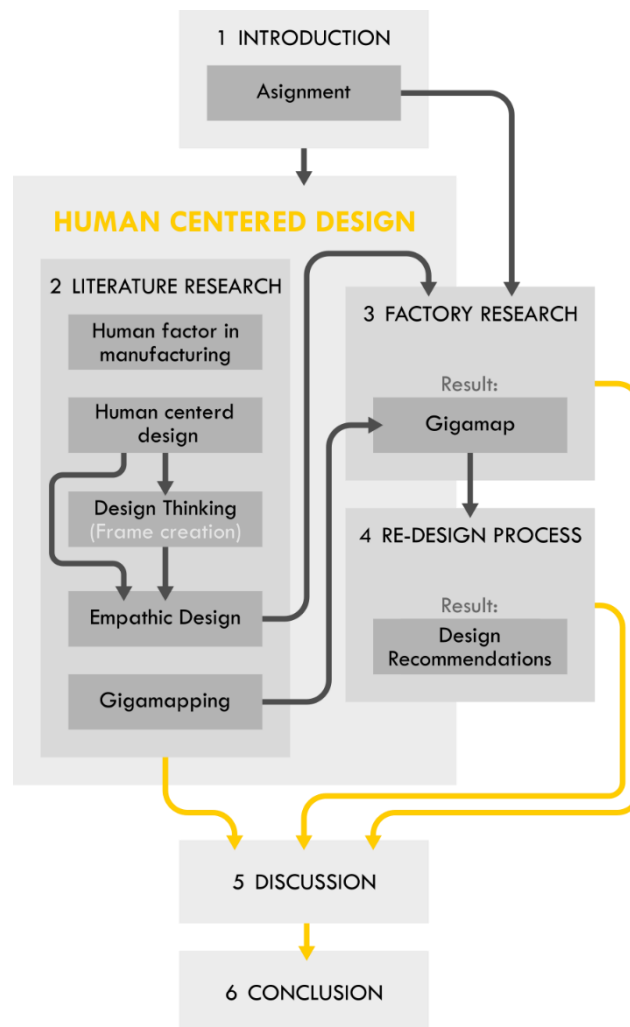 1 INTRODUCTION
Asignment
HUMAN CENTERED DESIGN
2 LITERATURE RESEARCH
Human factor in
manufacturing
Human centerd
design
Design Thinking
(Frame creation)
Empathic Design
Gigamapping
3 FACTORY RESEARCH
Result:
Gigamap
4 RE-DESIGN PROCESS
Result:
Design
Recommendations
5 DISCUSSION
6 CONCLUSION